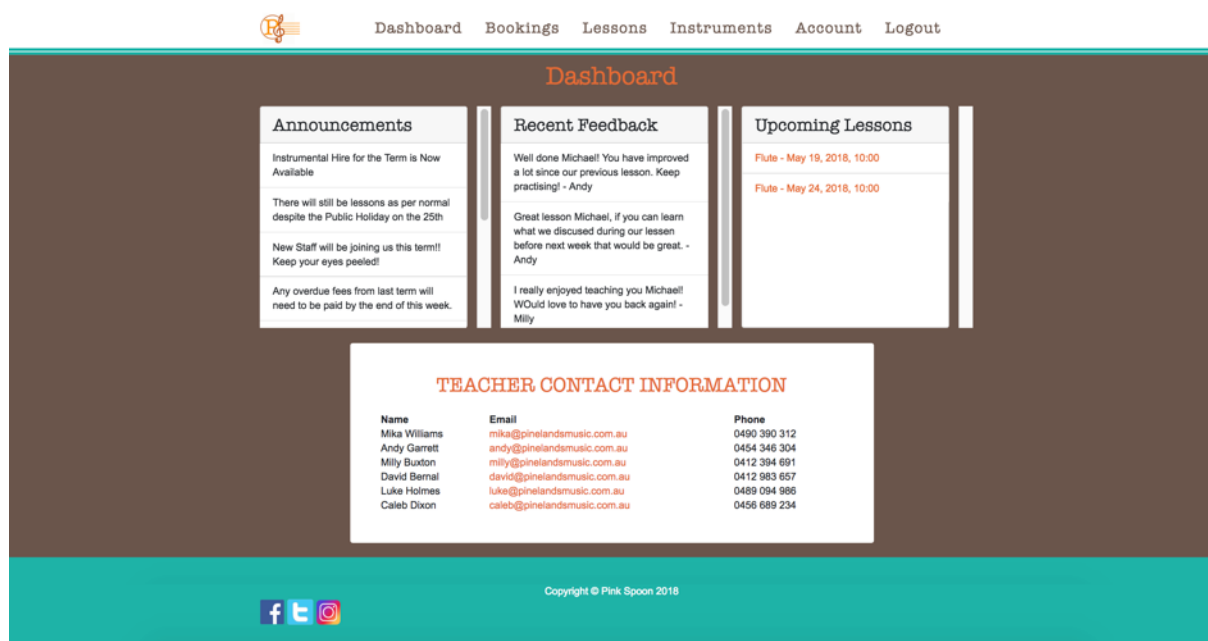 Dashboard Bookings Lessons Instruments Account Logout
Dashboard
Announcements
Instrumental Hire for the Term is Now
Available
There will still be lessons as per normal
despite the Public Holiday on the 25th
New Staff will be joining us this term!!
Keep your eyes peeled!
Any overdue fees from last term will
need to be paid by the end of this week.
Recent Feedback
Well done Michael! You have improved
a lot since our previous lesson. Keep
practising! - Andy
Great lesson Michael, if you can learn
what we discused during our lessen
before next week that would be great. -
Andy
I really enjoyed teaching you Michael!
WOuld love to have you back again! -
Milly
Upcoming Lessons
Flute - May 19, 2018, 10:00
Flute - May 24, 2018, 10:00
TEACHER CONTACT INFORMATION
Name Email Phone
Mika Williams mika@pinelandsmusic.com.au 0490 390 312
Andy Garrett andy@pinelandsmusic.com.au 0454 346 304
Milly Buxton milly@pinelandsmusic.com.au 0412 394 691
David Bernal david@pinelandsmusic.com.au 0412 983 657
Luke Holmes luke@pinelandsmusic.com.au 0489 094 986
Caleb Dixon caleb@pinelandsmusic.com.au 0456 689 234
Copyright © Pink Spoon 2018